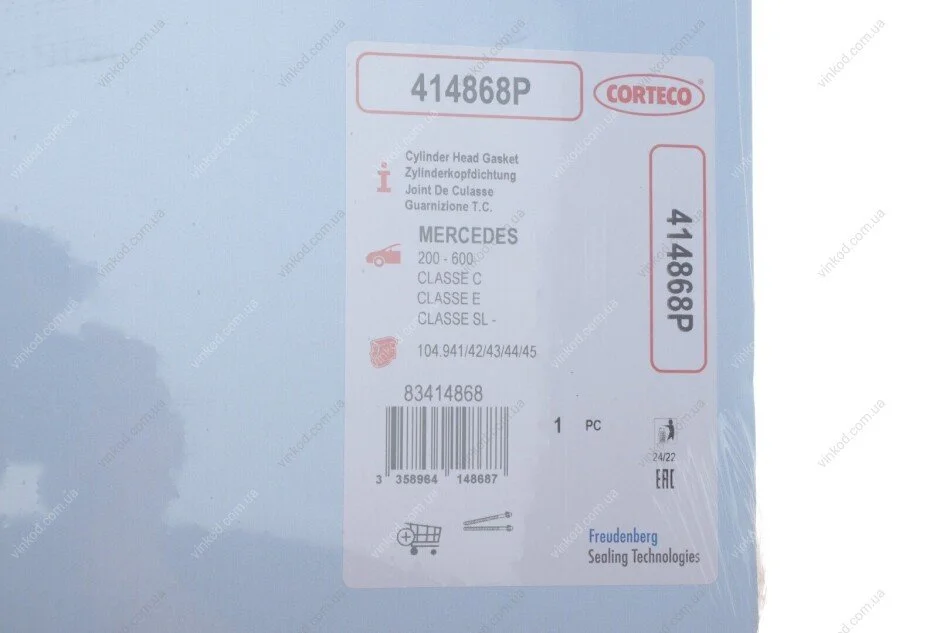 414868P
CORTECO
Cylinder Head Gasket
Zylinderkopfdichtung
Joint De Culasse
Guarnizione T.C.
MERCEDES
200 - 600
CLASSE C
CLASSE E
CLASSE SL -
104.941/42/43/44/45
414868P
83414868
3 358964 148687
1 PC
24/22
EAC
Freudenberg
Sealing Technologies
vinkod.com.ua